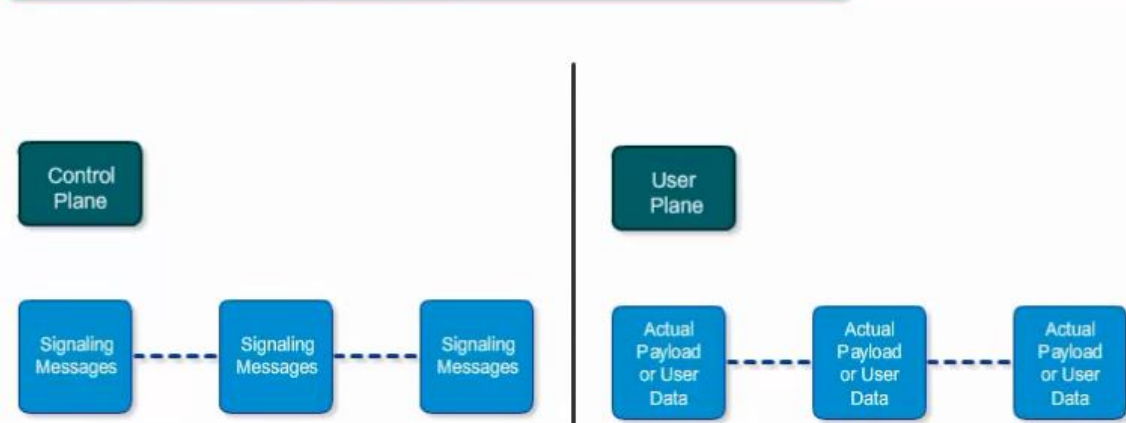 Control
Plane
User
Plane
Signaling
Messages
Signaling
Messages
Signaling
Messages
Actual
Payload
or User
Data
Actual
Payload
or User
Data
Actual
Payload
or User
Data